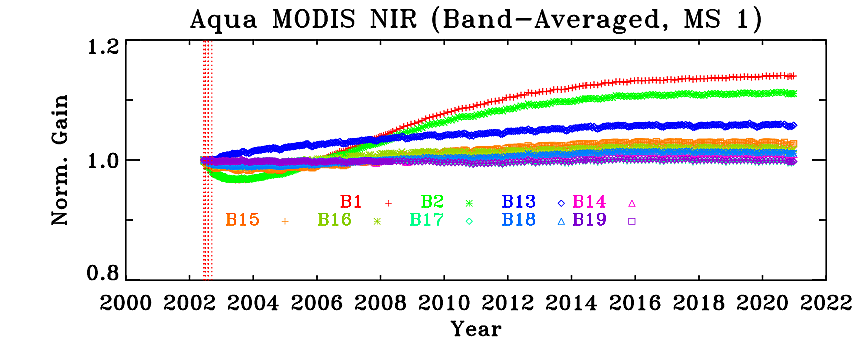 Aqua MODIS NIR (Band-Averaged, MS 1)
1.2
1.0
0.8
Norm. Gain
B1 B2 B13 B14
B15 B16 B17 B18 B19
2000 2002 2004 2006 2008 2010 2012 2014 2016 2018 2020 2022
Year